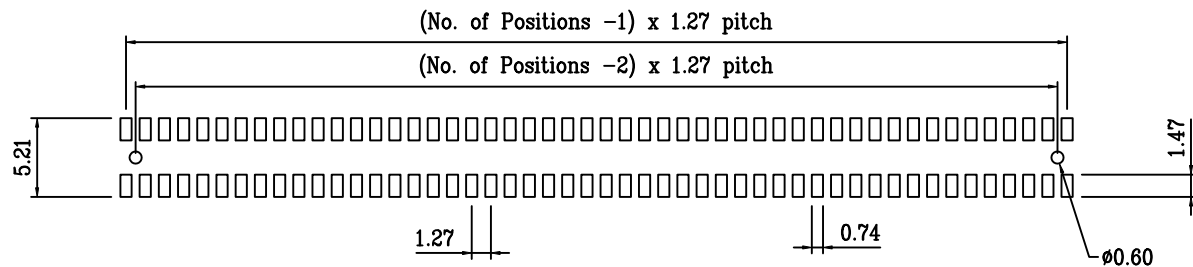 (No. of Positions -1) x 1.27 pitch
(No. of Positions -2) x 1.27 pitch
5.21
1.47
1.27
0.74
ø0.60